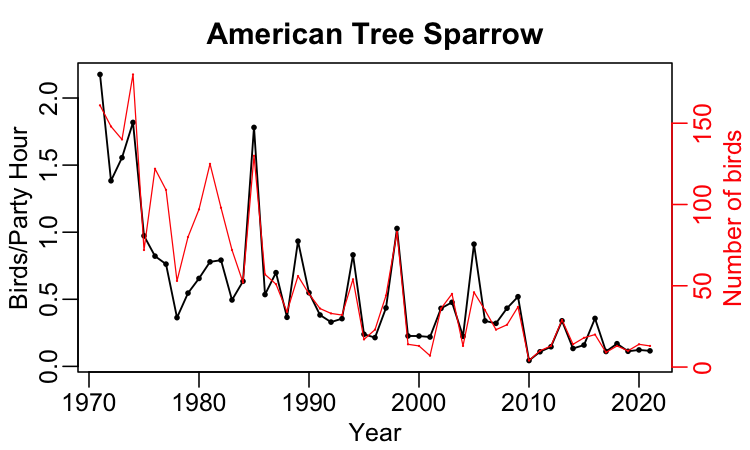 American Tree Sparrow
Birds/Party Hour
0.0 0.5 1.0 1.5 2.0
1970 1980 1990 2000 2010 2020
Year
0 50 100 150
Number of birds